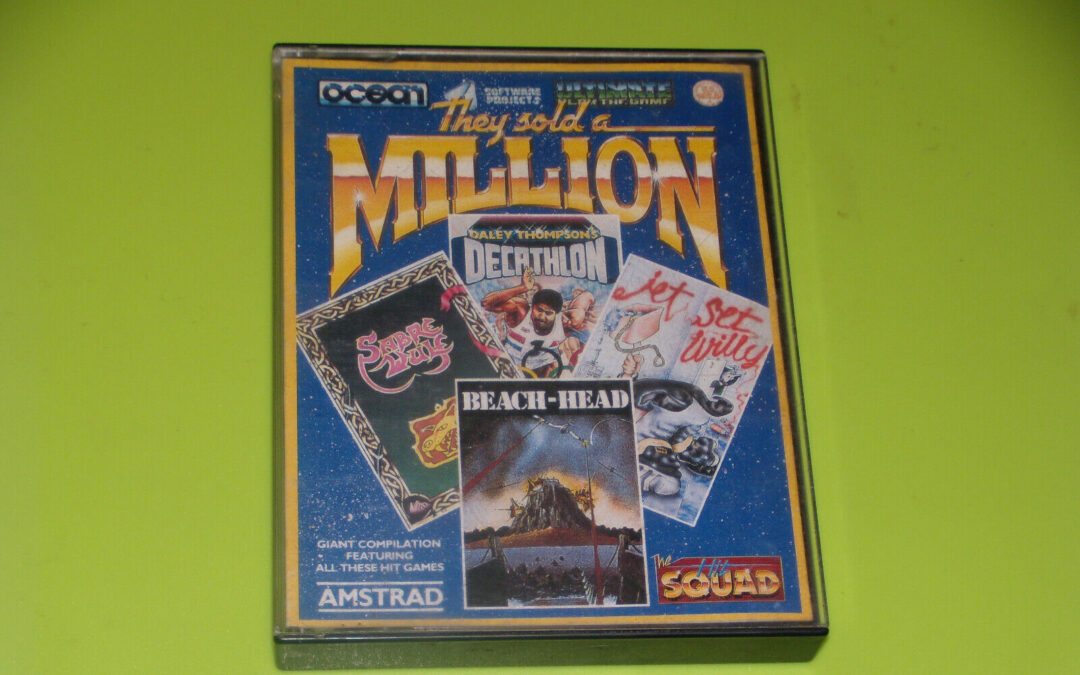 ocean
SOFTWARE
PROJECTS
ULTIMATE
PLAY THE GAME
They sold a
MILLION
DALEY THOMPSON'S
DECATHLON
SABRE
WULF
jet set
willy
BEACH-HEAD
GIANT COMPILATION
FEATURING
ALL THESE HIT GAMES
AMSTRAD
The Hit
SQUAD